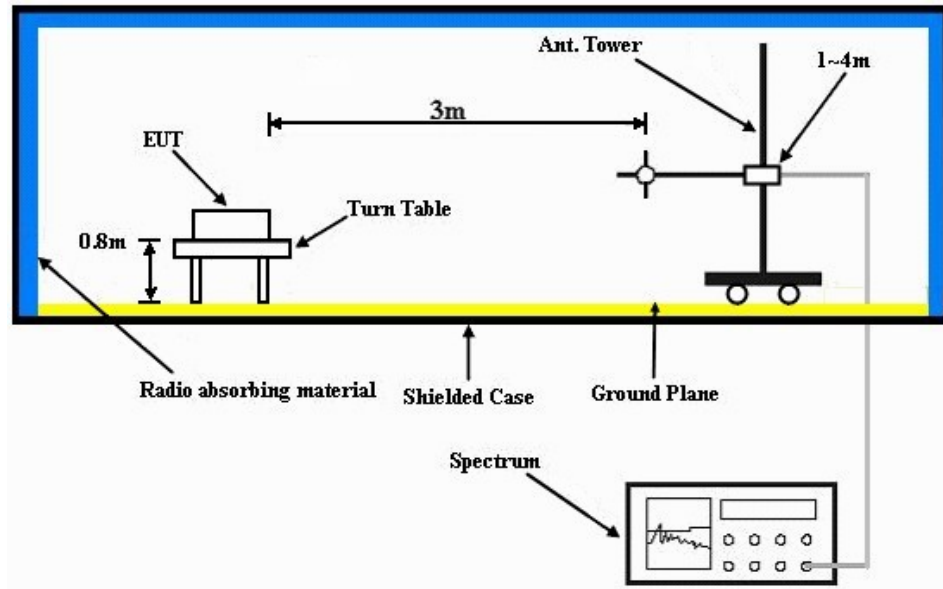 Ant. Tower
1~4m
3m
EUT
Turn Table
0.8m
Radio absorbing material
Shielded Case
Ground Plane
Spectrum